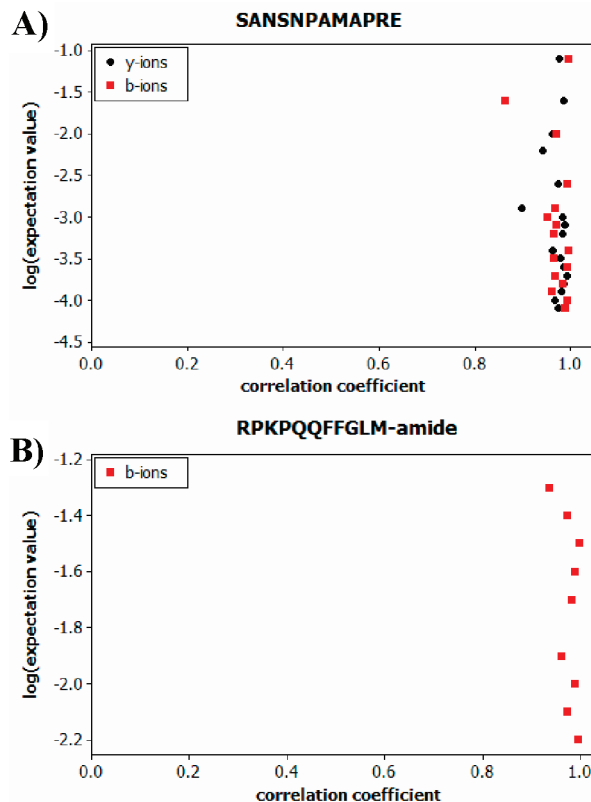 A)
SANSNPAMAPRE
-1.0
-1.5
-2.0
-2.5
-3.0
-3.5
-4.0
-4.5
log(expectation value)
y-ions
b-ions
0.0 0.2 0.4 0.6 0.8 1.0
correlation coefficient
B)
RPKPQQFFGLM-amide
-1.2
-1.4
-1.6
-1.8
-2.0
-2.2
log(expectation value)
b-ions
0.0 0.2 0.4 0.6 0.8 1.0
correlation coefficient